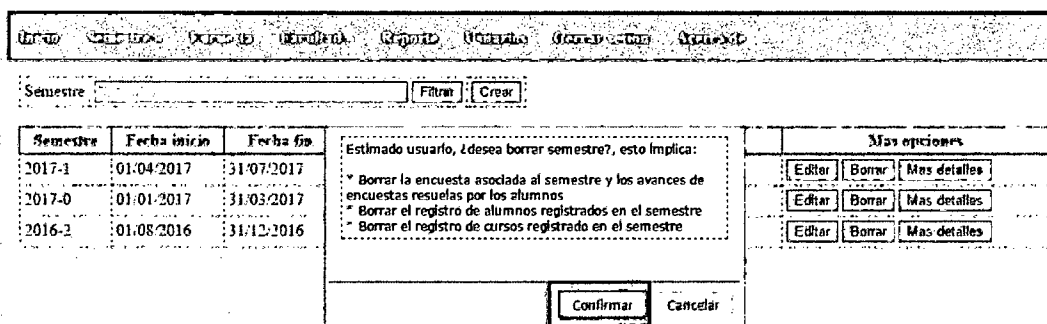 Reporte
Semestre Filtrar Crear
Semestre Fecha inicio Fecha fin Mas opciones
2017-1 01/04/2017 31/07/2017 Editar Borrar Mas detalles
2017-0 01/01/2017 31/03/2017 Editar Borrar Mas detalles
2016-2 01/08/2016 31/12/2016 Editar Borrar Mas detalles
Estimado usuario, ¿desea borrar semestre?, esto implica:
* Borrar la encuesta asociada al semestre y los avances de
encuestas resuelas por los alumnos
* Borrar el registro de alumnos registrados en el semestre
* Borrar el registro de cursos registrado en el semestre
Confirmar Cancelar